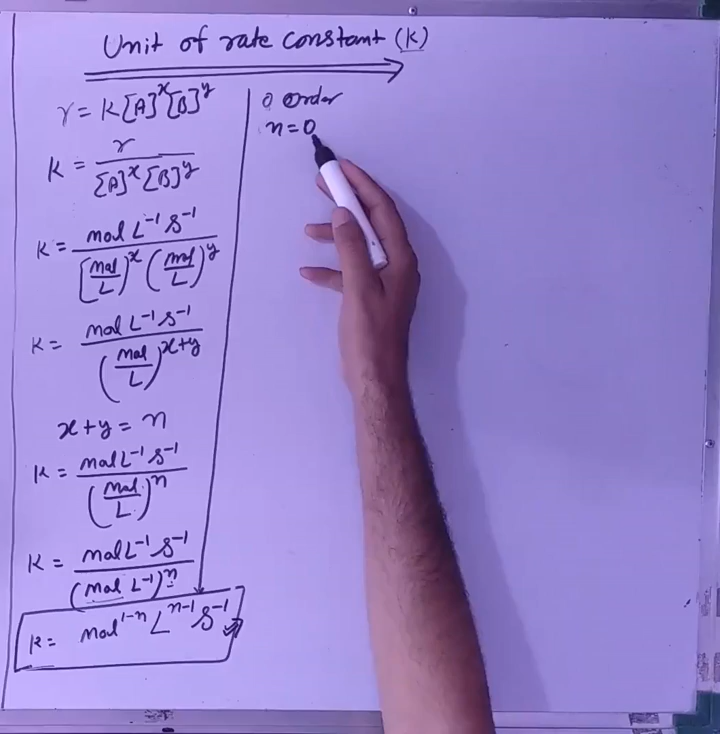 Unit of rate constant (K)
r = K[A]^x[B]^y
K = r / [A]^x [B]^y
K = mol L^-1 S^-1 / [mol/L]^x (mol/L)^y
K = mol L^-1 S^-1 / (mol/L)^x+y
x+y = n
K = mol L^-1 S^-1 / (mol/L)^n
K = mol L^-1 S^-1 / (mol L^-1)^n
K = mol^1-n L^n-1 S^-1
0 Order
n=0